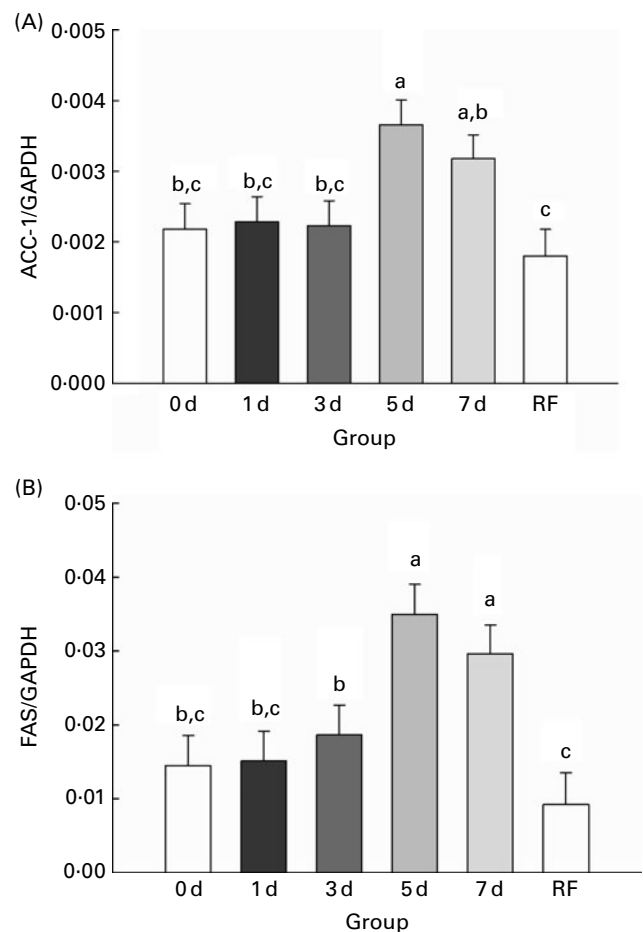 (A)
ACC-1/GAPDH
0·005
0·004
0·003
0·002
0·001
0·000
b,c
b,c
b,c
a
a,b
c
0 d 1 d 3 d 5 d 7 d RF
Group
(B)
FAS/GAPDH
0·05
0·04
0·03
0·02
0·01
0·00
b,c
b,c
b
a
a
c
0 d 1 d 3 d 5 d 7 d RF
Group